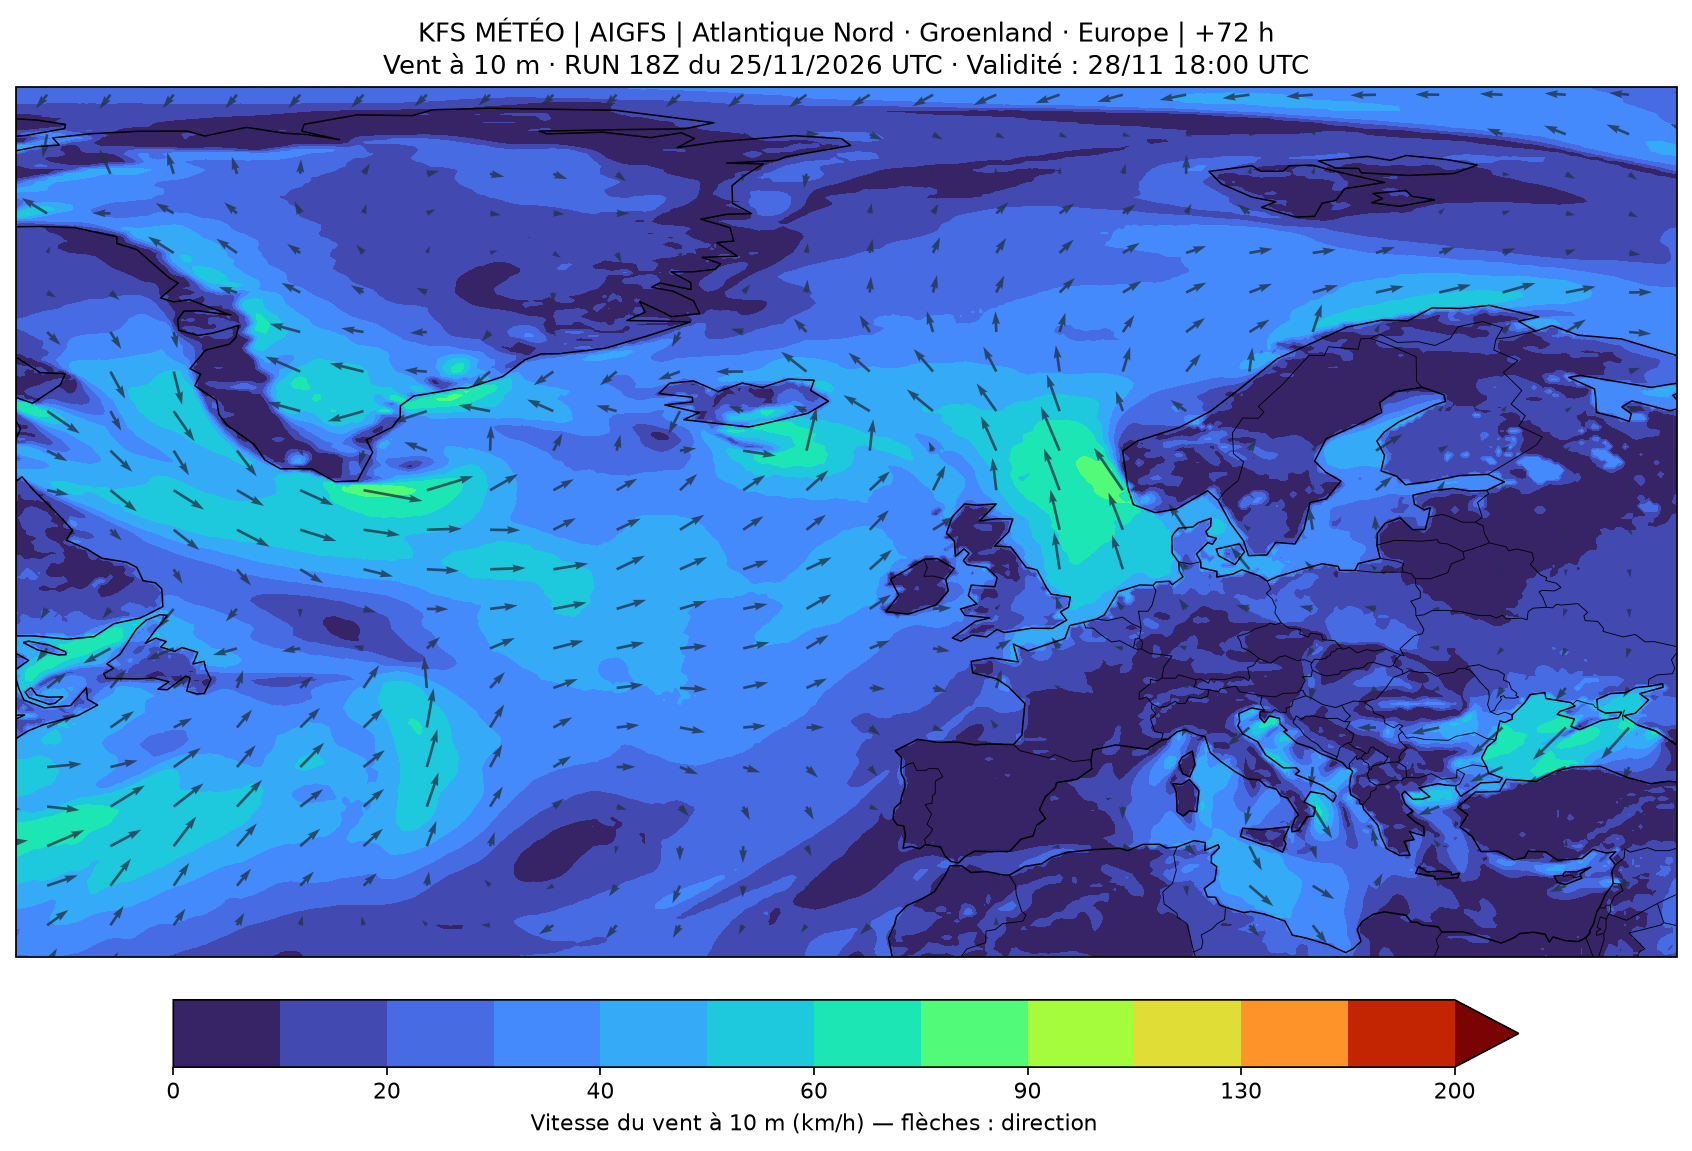 KFS MÉTÉO | AIGFS | Atlantique Nord · Groenland · Europe | +72 h
Vent à 10 m · RUN 18Z du 25/11/2026 UTC · Validité : 28/11 18:00 UTC
0 20 40 60 90 130 200
Vitesse du vent à 10 m (km/h) — flèches : direction